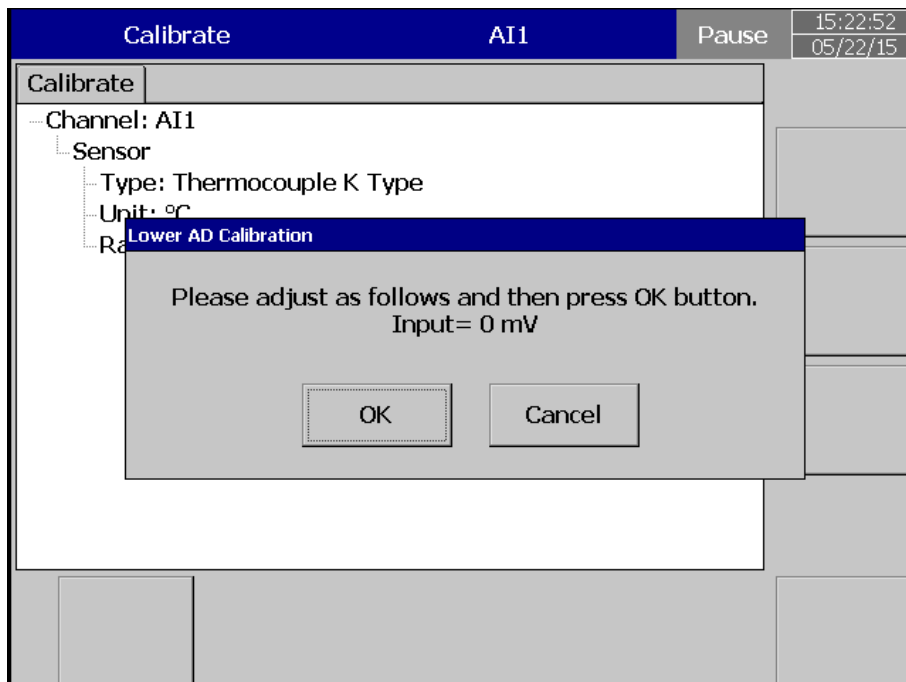 Calibrate AI1 Pause 15:22:52
05/22/15
Calibrate
Channel: AI1
Sensor
Type: Thermocouple K Type
Unit: ºC
Lower AD Calibration
Please adjust as follows and then press OK button.
Input= 0 mV
OK Cancel